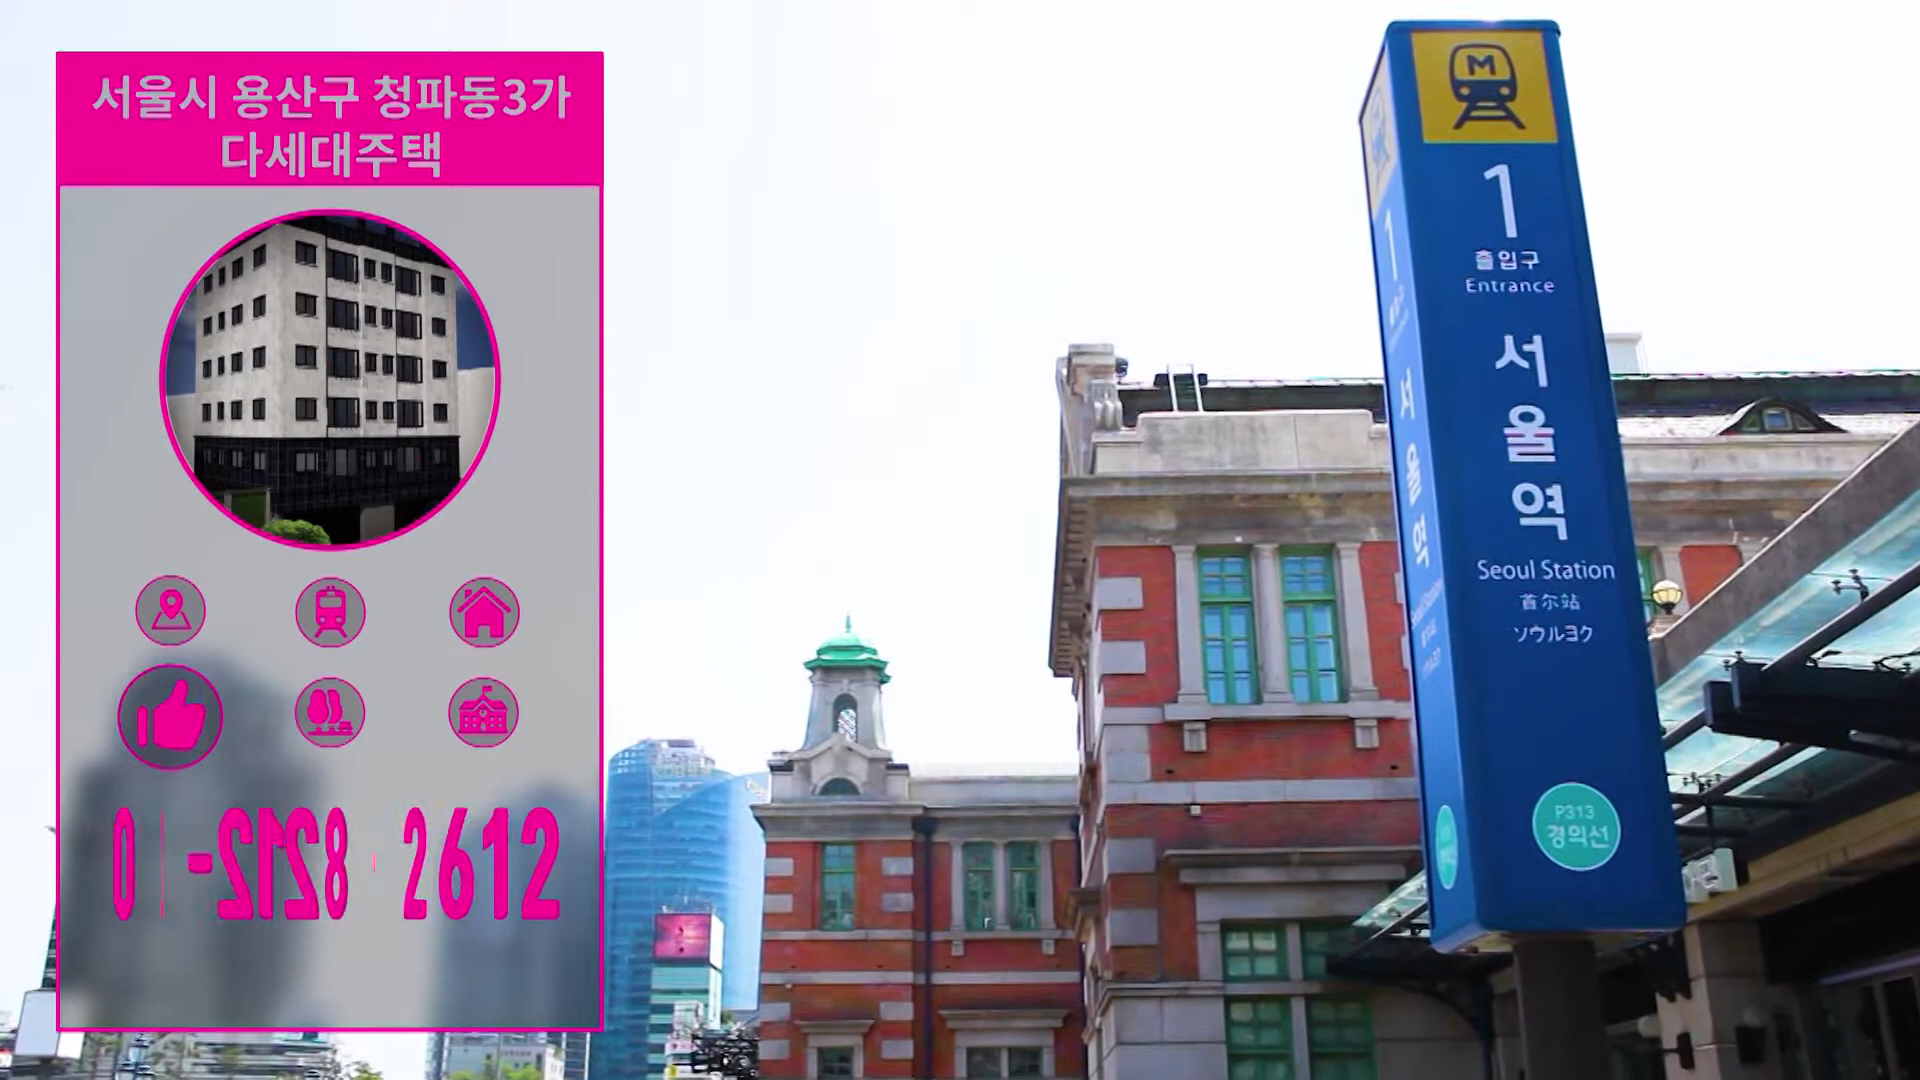 서울시 용산구 청파동3가
다세대주택
0 -2128 2612
M
1
출입구
Entrance
서울역
Seoul Station
首尔站
ソウルヨク
P313
경의선
1
서울역